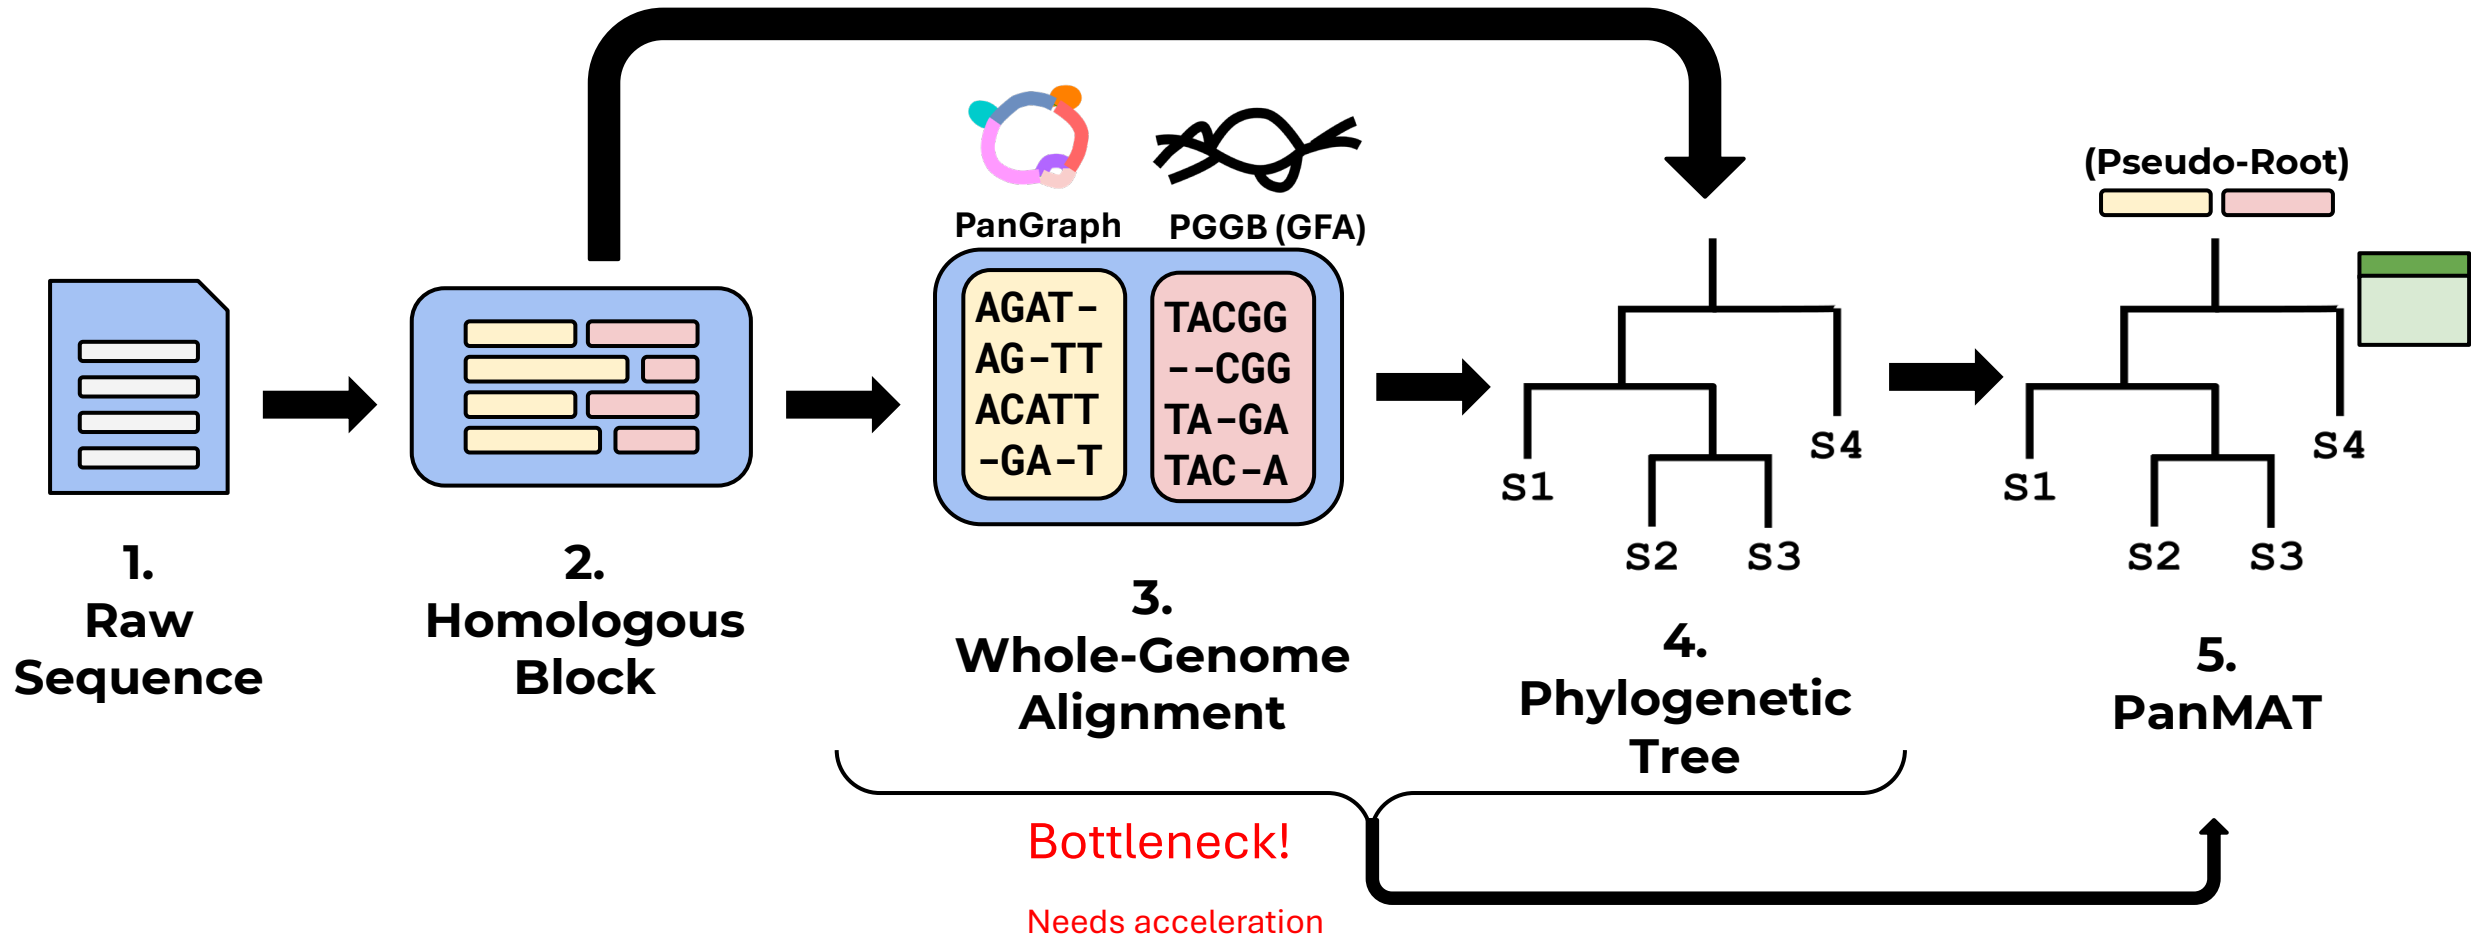 PanGraph
PGGB (GFA)
(Pseudo-Root)
AGAT-
AG-TT
ACATT
-GA-T
TACGG
--CGG
TA-GA
TAC-A
S1
S2
S3
S4
S1
S2
S3
S4
1.
Raw
Sequence
2.
Homologous
Block
3.
Whole-Genome
Alignment
4.
Phylogenetic
Tree
5.
PanMAT
Bottleneck!
Needs acceleration